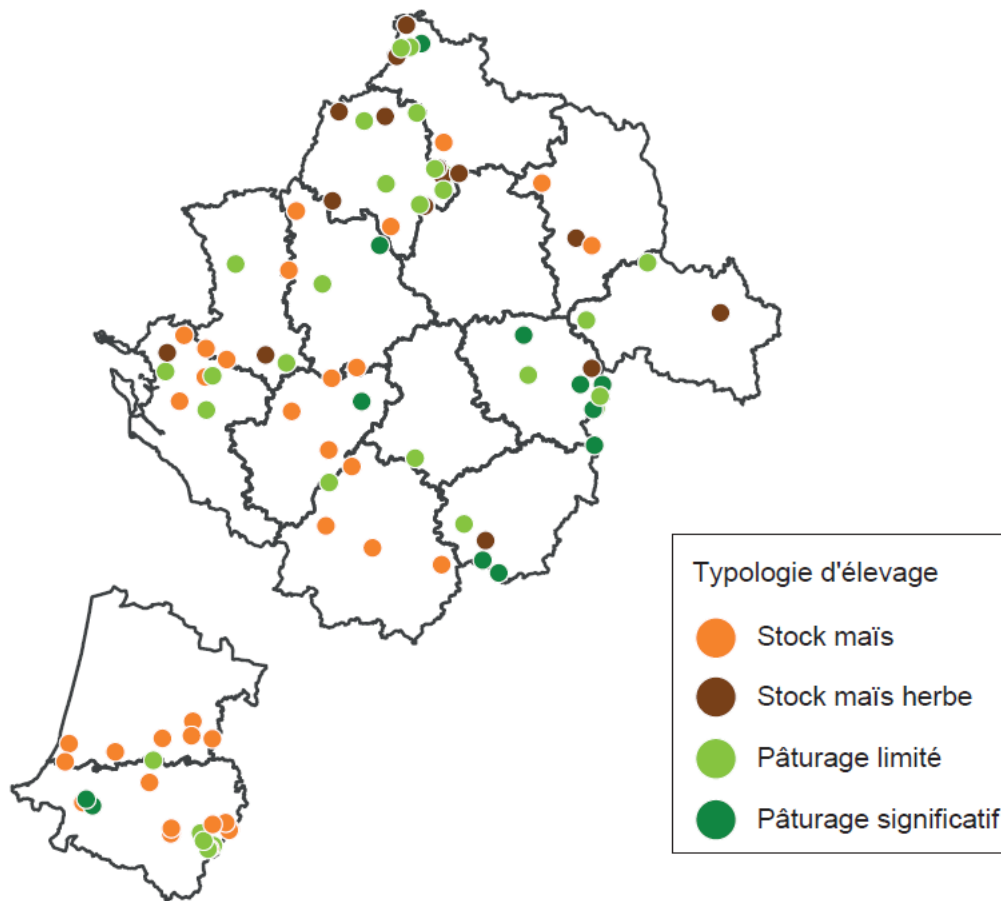 Typologie d'élevage
Stock maïs
Stock maïs herbe
Pâturage limité
Pâturage significatif